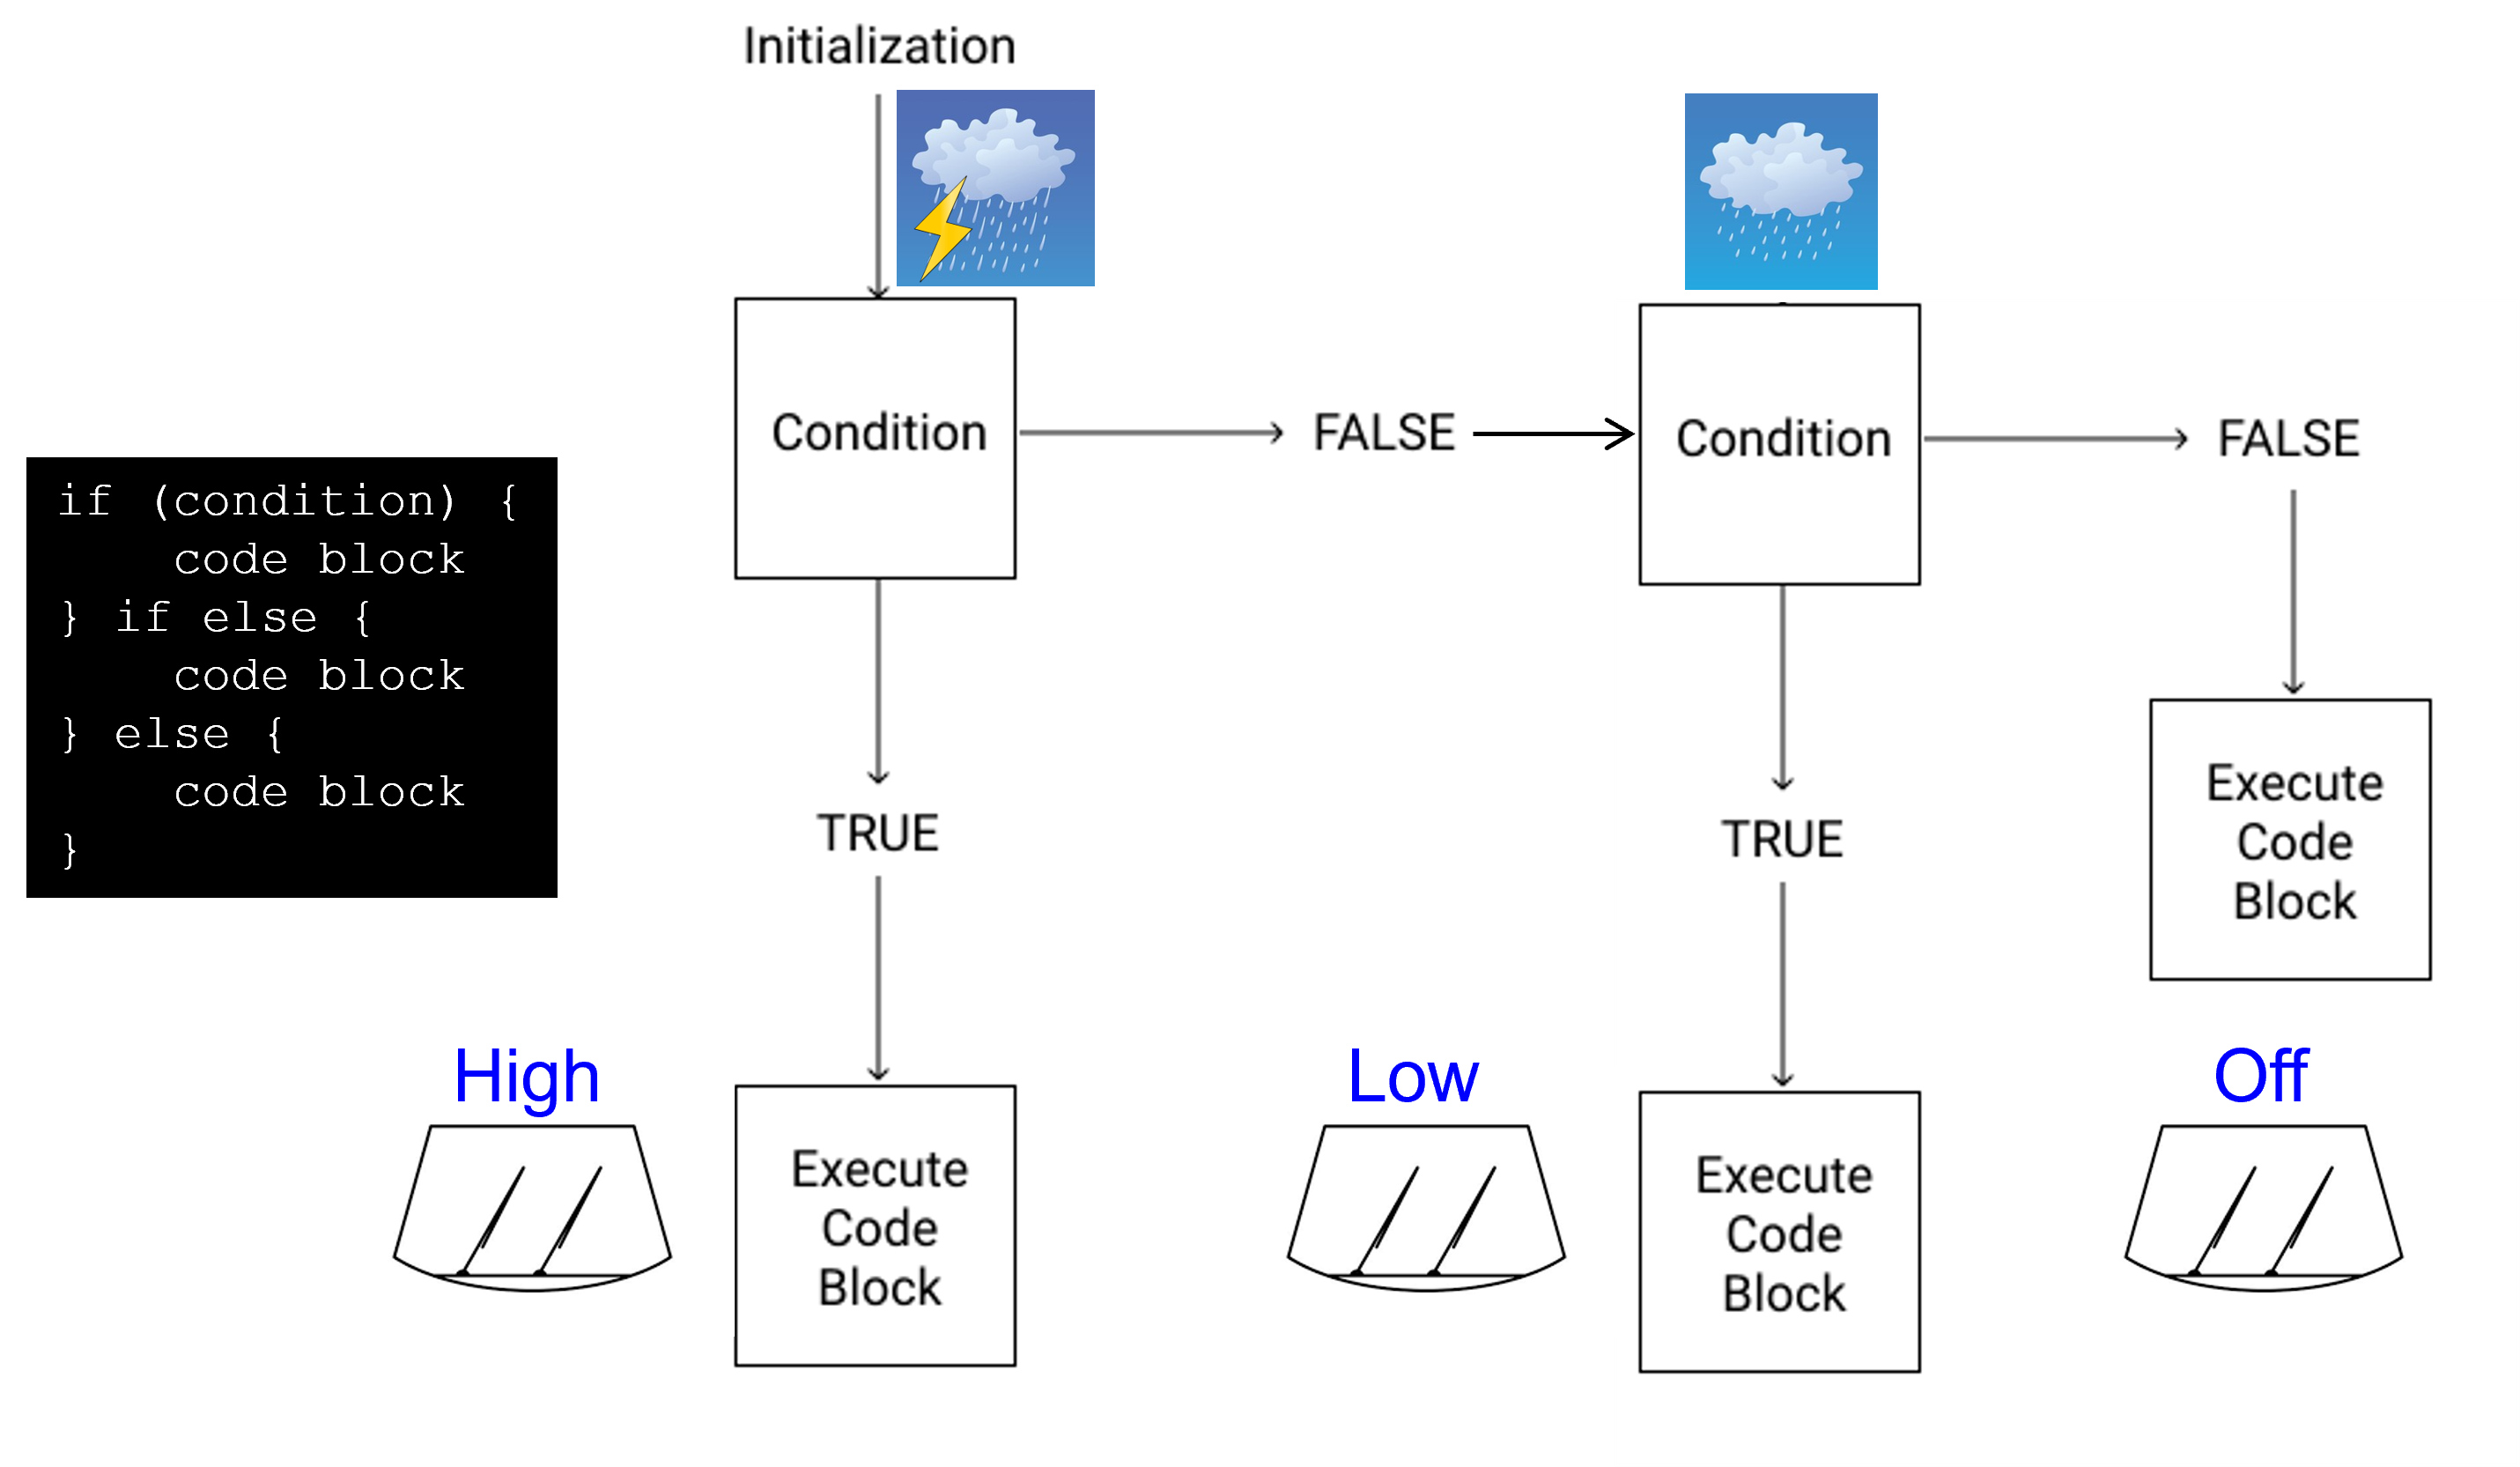 Initialization
Condition
FALSE
Condition
FALSE
if (condition) {
    code block
} if else {
    code block
} else {
    code block
}
TRUE
TRUE
Execute
Code
Block
High
Low
Off
Execute
Code
Block
Execute
Code
Block